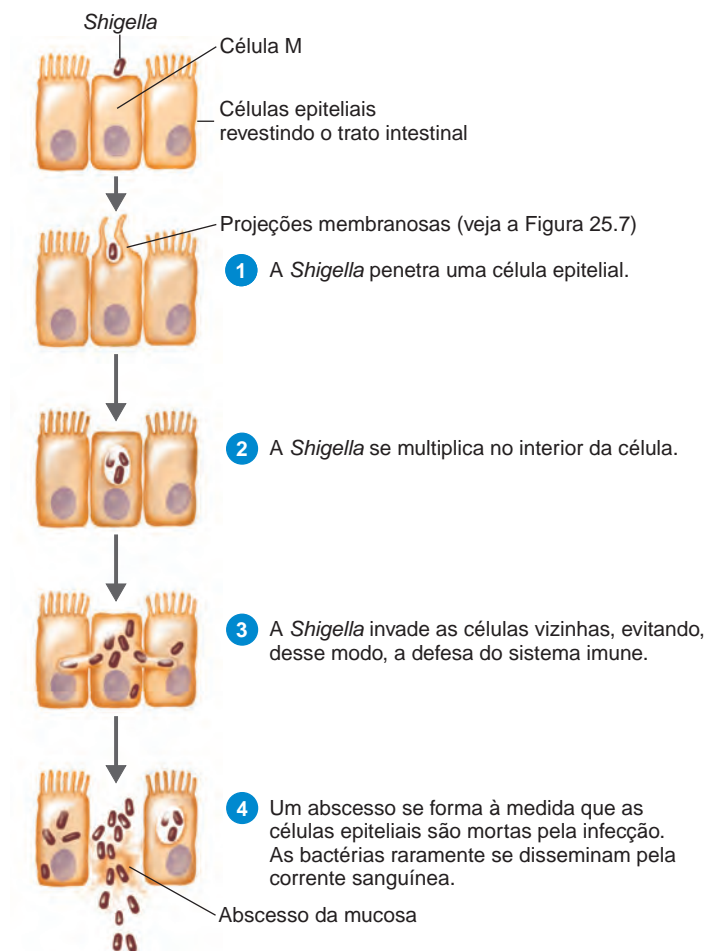 Shigella
Célula M
Células epiteliais
revestindo o trato intestinal
Projeções membranosas (veja a Figura 25.7)
1 A Shigella penetra uma célula epitelial.
2 A Shigella se multiplica no interior da célula.
3 A Shigella invade as células vizinhas, evitando,
desse modo, a defesa do sistema imune.
4 Um abscesso se forma à medida que as
células epiteliais são mortas pela infecção.
As bactérias raramente se disseminam pela
corrente sanguínea.
Abscesso da mucosa